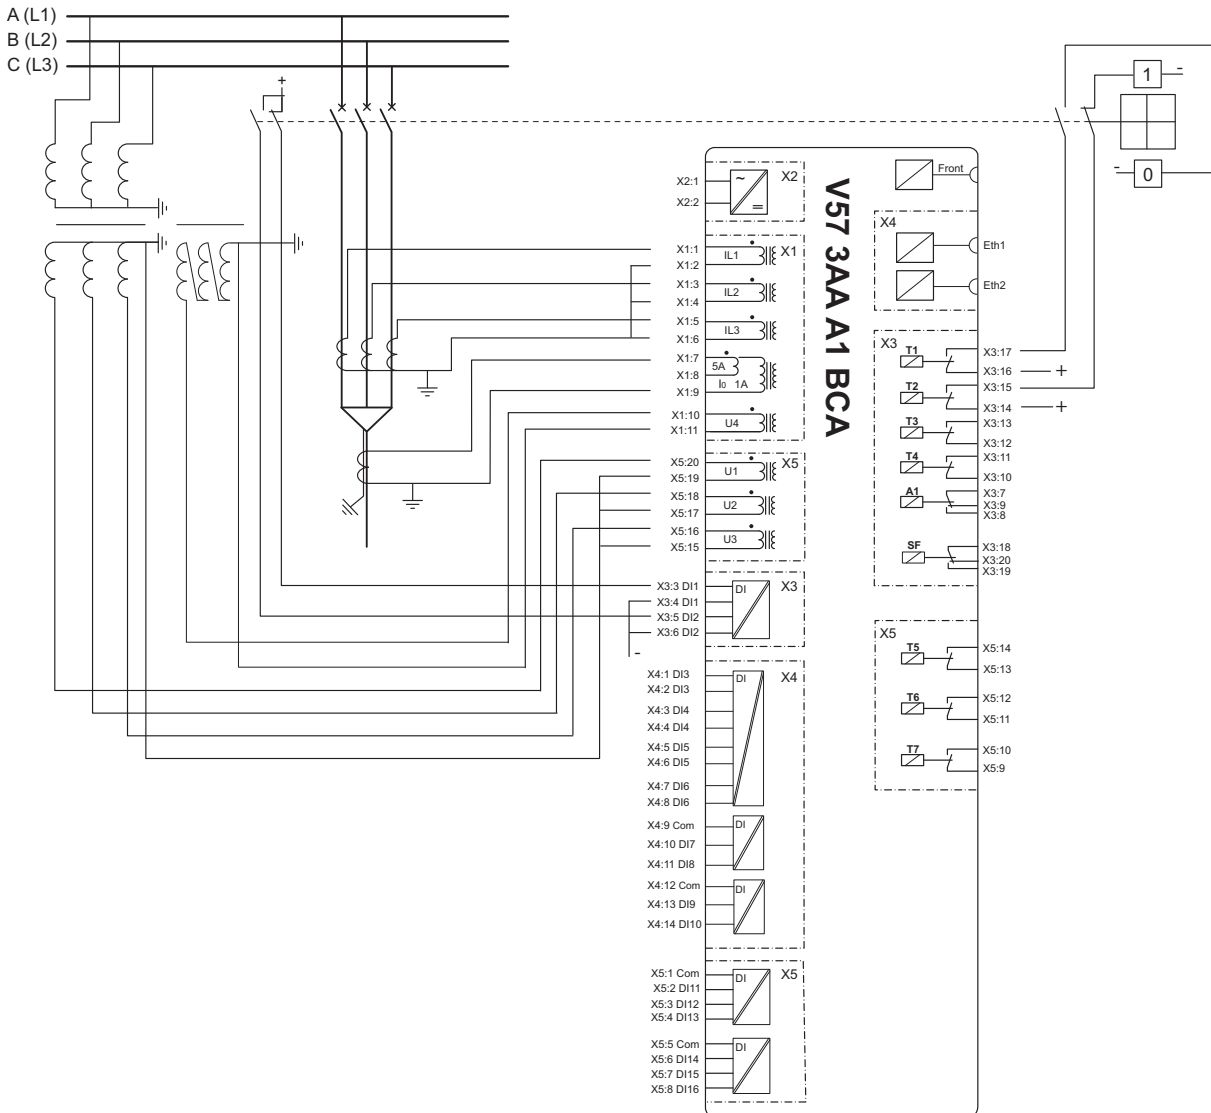 A (L1)
B (L2)
C (L3)
+
1
-
-
0
V57 3AA A1 BCA
X2:1
X2:2
~
=
X2
X1
X1:1
X1:2
IL1
X1:3
X1:4
IL2
X1:5
X1:6
IL3
X1:7
X1:8
X1:9
5A
I0 1A
X1:10
X1:11
U4
X5
X5:20
X5:19
U1
X5:18
X5:17
U2
X5:16
X5:15
U3
X3
X3:3 DI1
X3:4 DI1
X3:5 DI2
X3:6 DI2
DI
-
X4
X4:1 DI3
X4:2 DI3
X4:3 DI4
X4:4 DI4
X4:5 DI5
X4:6 DI5
X4:7 DI6
X4:8 DI6
DI
X4:9 Com
X4:10 DI7
X4:11 DI8
DI
X4:12 Com
X4:13 DI9
X4:14 DI10
DI
X5
X5:1 Com
X5:2 DI11
X5:3 DI12
X5:4 DI13
DI
X5:5 Com
X5:6 DI14
X5:7 DI15
X5:8 DI16
DI
Front
X4
Eth1
Eth2
X3
T1
X3:17
X3:16
+
T2
X3:15
X3:14
+
T3
X3:13
X3:12
T4
X3:11
X3:10
A1
X3:7
X3:9
X3:8
SF
X3:18
X3:20
X3:19
X5
T5
X5:14
X5:13
T6
X5:12
X5:11
T7
X5:10
X5:9